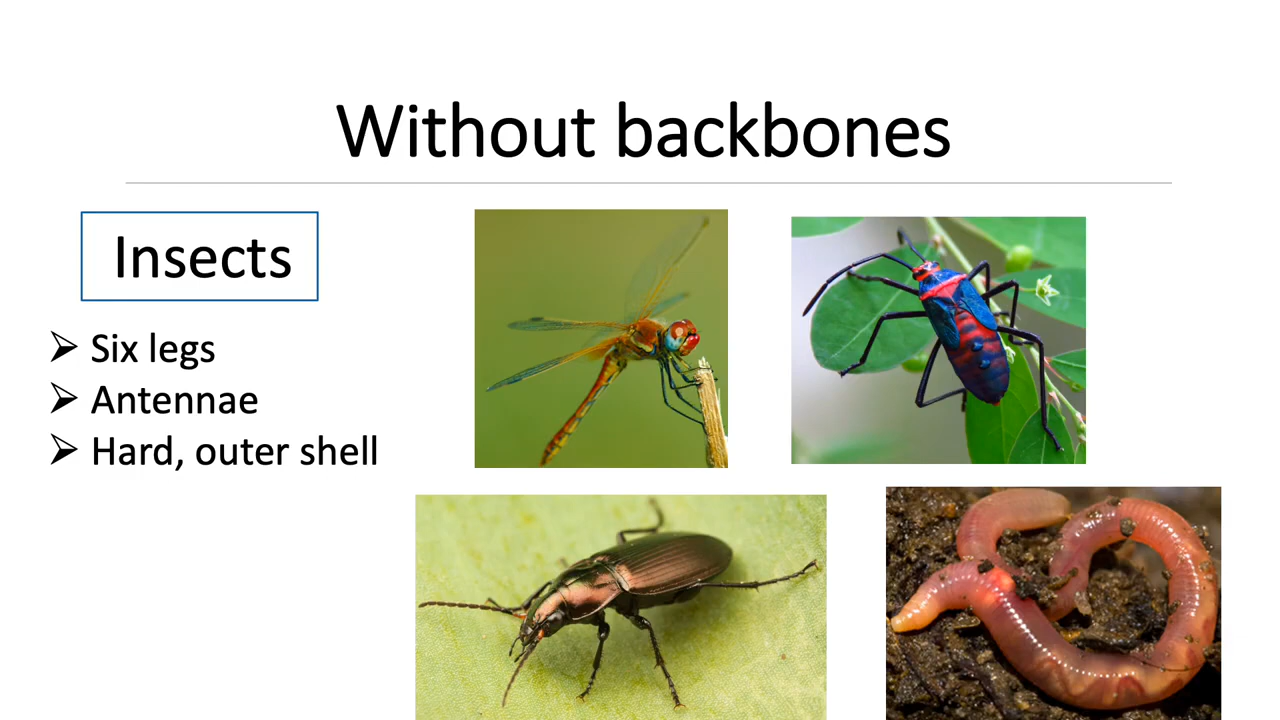 Without backbones
Insects
Six legs
Antennae
Hard, outer shell